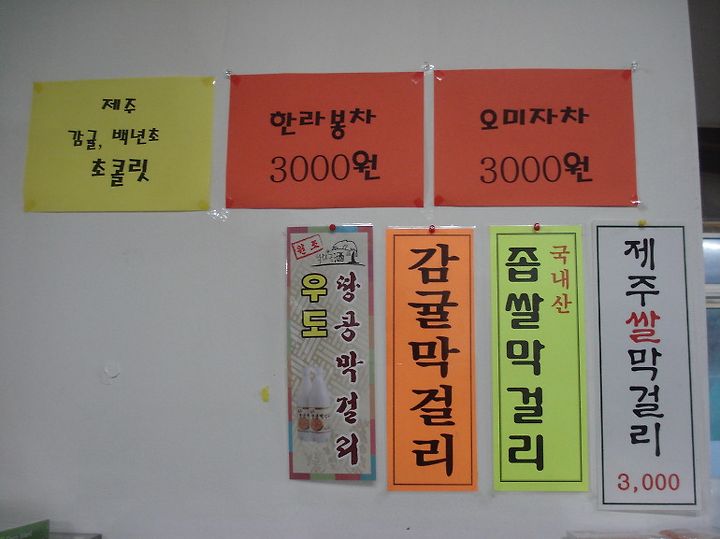 제주
감귤, 백년초
초콜릿
한라봉차
3000원
오미자차
3000원
원조
우도
땅콩막걸리
감귤막걸리
국내산
좁쌀막걸리
제주쌀막걸리
3,000